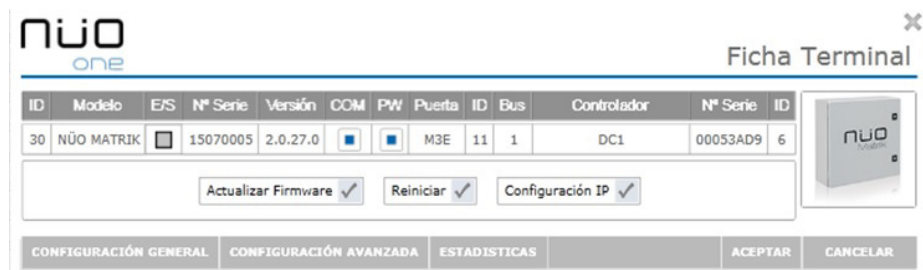 nüo
one
Ficha Terminal
ID Modelo E/S Nº Serie Versión COM PW Puerta ID Bus Controlador Nº Serie ID
30 NÜO MATRIK 15070005 2.0.27.0 M3E 11 1 DC1 00053AD9 6
nüo
Matrik
Actualizar Firmware Reiniciar Configuración IP
CONFIGURACIÓN GENERAL CONFIGURACIÓN AVANZADA ESTADISTICAS ACEPTAR CANCELAR